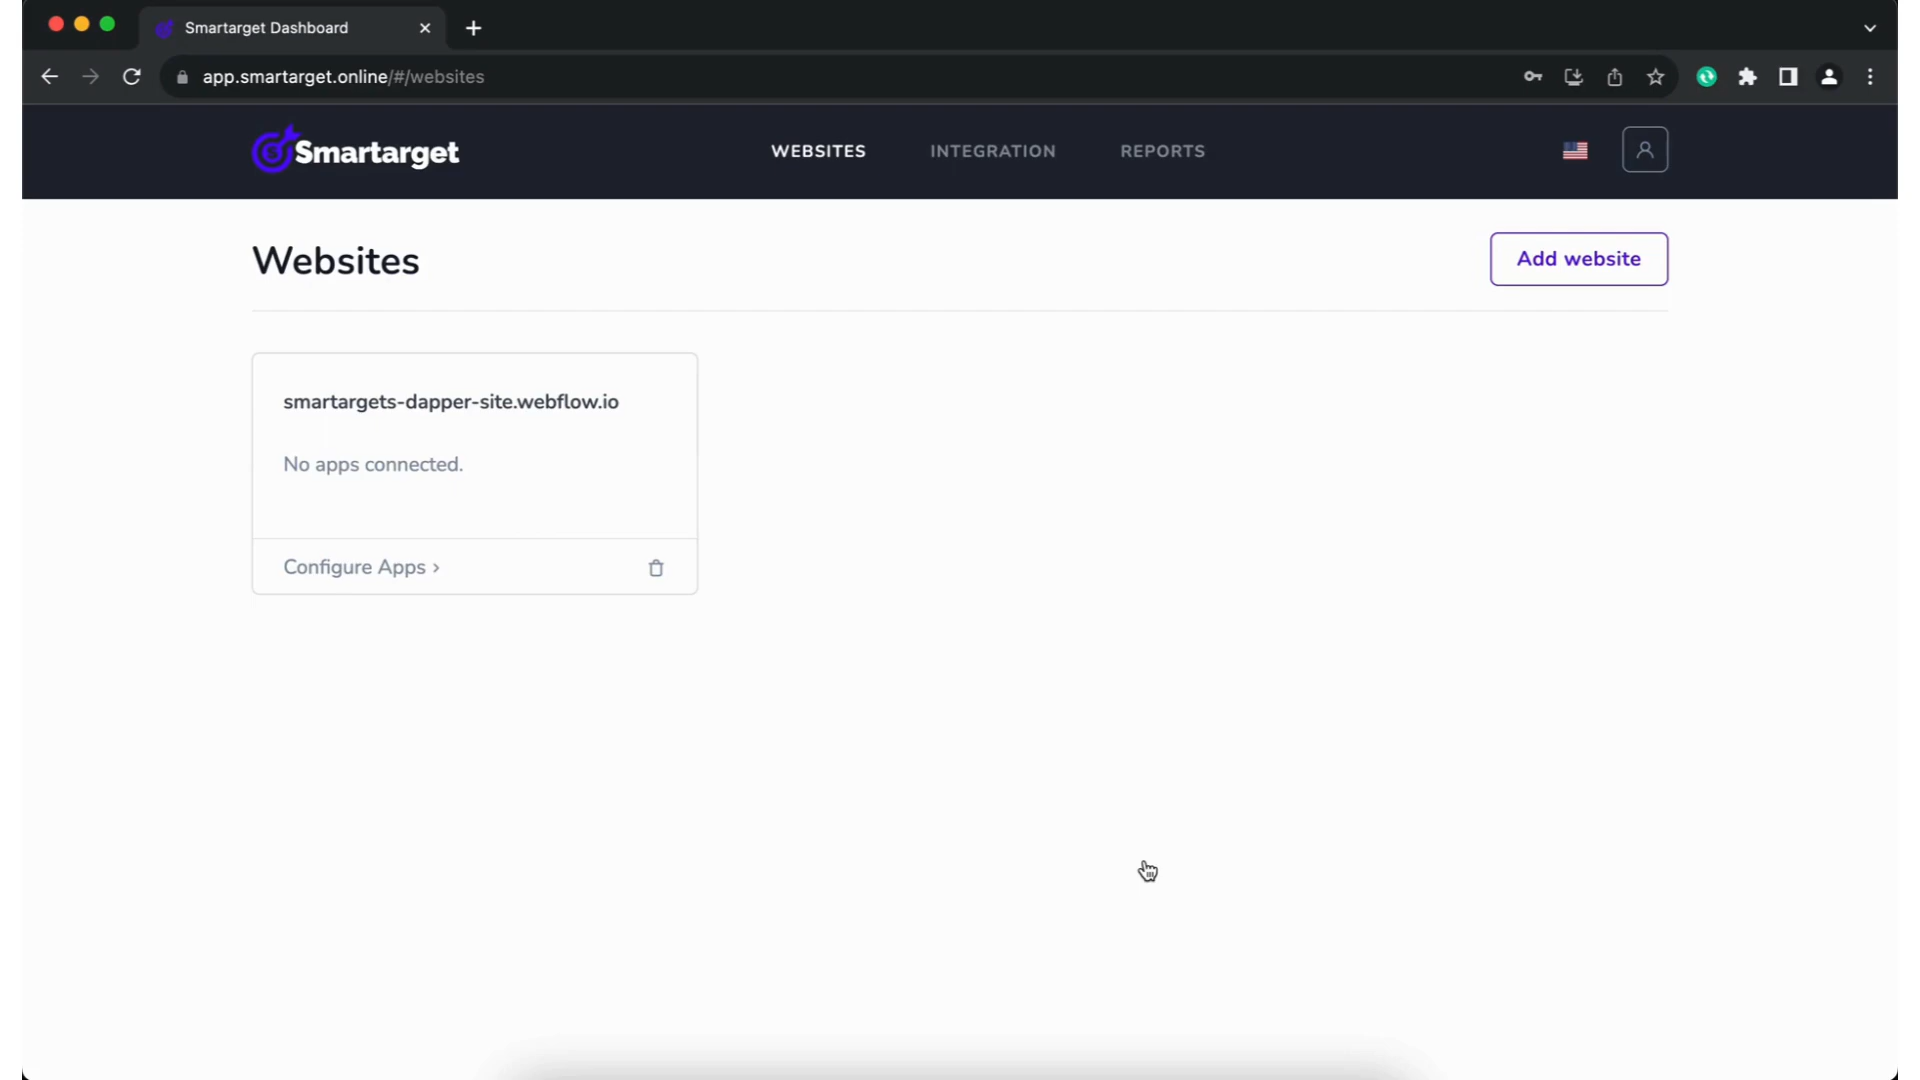 Smartarget Dashboard
app.smartarget.online/#/websites
Smartarget
WEBSITES
INTEGRATION
REPORTS
Websites
Add website
smartargets-dapper-site.webflow.io
No apps connected.
Configure Apps ›